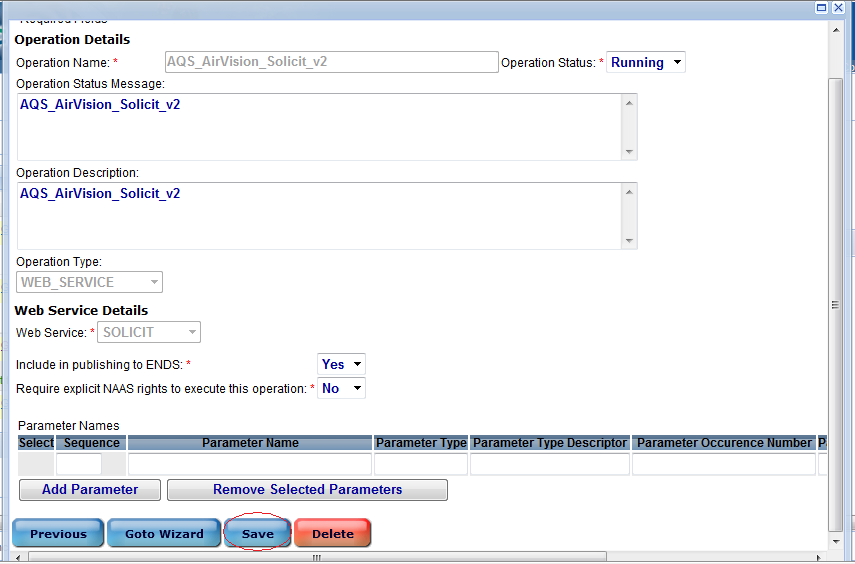 Required Fields
Operation Details
Operation Name: * AQS_AirVision_Solicit_v2 Operation Status: * Running
Operation Status Message:
AQS_AirVision_Solicit_v2
Operation Description:
AQS_AirVision_Solicit_v2
Operation Type:
WEB_SERVICE
Web Service Details
Web Service: * SOLICIT
Include in publishing to ENDS: * Yes
Require explicit NAAS rights to execute this operation: * No
Parameter Names
Select Sequence Parameter Name Parameter Type Parameter Type Descriptor Parameter Occurence Number
Add Parameter Remove Selected Parameters
Previous Goto Wizard Save Delete